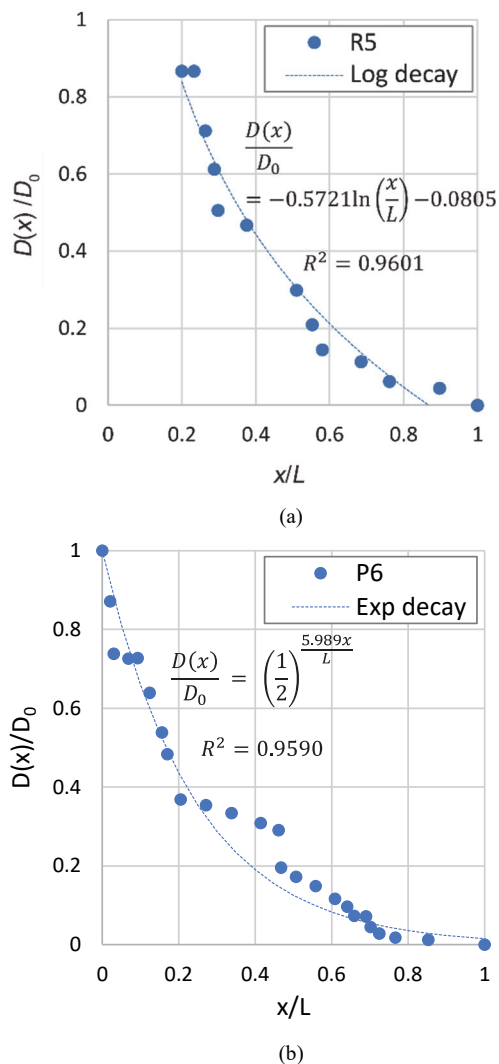 1
0.8
0.6
0.4
0.2
0
D(x)/D₀
R5
Log decay
D(x)
D₀
= −0.5721ln (x/L) −0.0805
R² = 0.9601
0 0.2 0.4 0.6 0.8 1
x/L
(a)
1
0.8
0.6
0.4
0.2
0
D(x)/D₀
P6
Exp decay
D(x)/D₀ = (1/2)^(5.989x/L)
R² = 0.9590
0 0.2 0.4 0.6 0.8 1
x/L
(b)